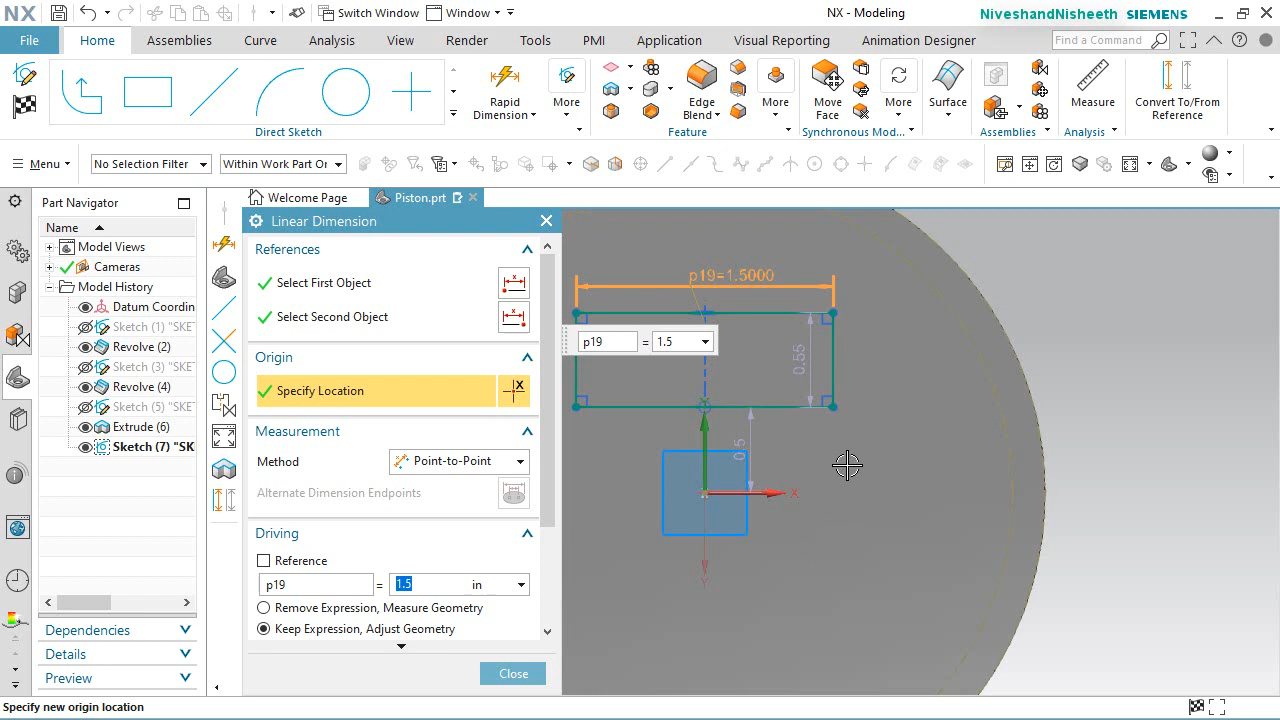 NX
Switch Window
Window
NX - Modeling
NiveshandNisheeth SIEMENS
File
Home
Assemblies
Curve
Analysis
View
Render
Tools
PMI
Application
Visual Reporting
Animation Designer
Find a Command
Rapid
Dimension
More
Edge
Blend
More
Move
Face
More
Surface
Measure
Convert To/From
Reference
Direct Sketch
Feature
Synchronous Mod...
Assemblies
Analysis
Menu
No Selection Filter
Within Work Part Or
Part Navigator
Welcome Page
Piston.prt
Name
Model Views
Cameras
Model History
Datum Coordin
Sketch (1) "SKE
Revolve (2)
Sketch (3) "SKE
Revolve (4)
Sketch (5) "SKE
Extrude (6)
Sketch (7) "SK
Dependencies
Details
Preview
Linear Dimension
References
Select First Object
Select Second Object
Origin
Specify Location
Measurement
Method
Point-to-Point
Alternate Dimension Endpoints
Driving
Reference
p19 = 1.5 in
Remove Expression, Measure Geometry
Keep Expression, Adjust Geometry
Close
p19=1.5000
p19 = 1.5
0.55
0.5
X
Y
Specify new origin location